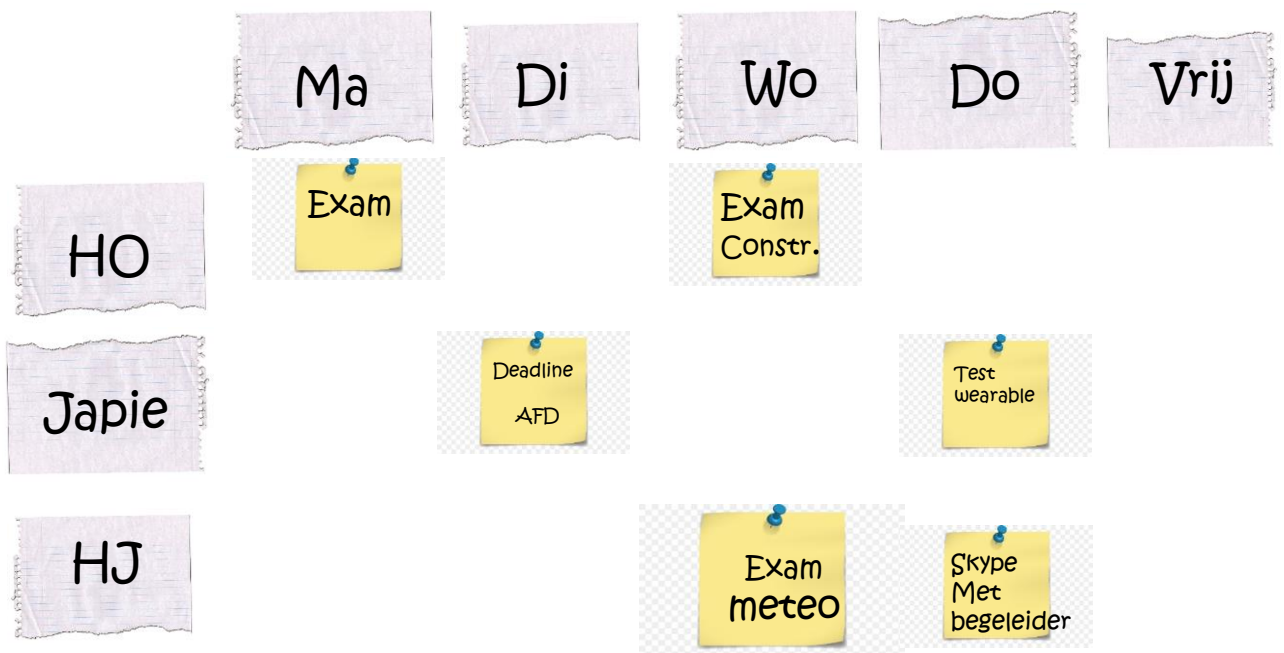 Ma
Di
Wo
Do
Vrij
HO
Exam
Exam
Constr.
Japie
Deadline
AFD
Test
wearable
HJ
Exam
meteo
Skype
Met
begeleider